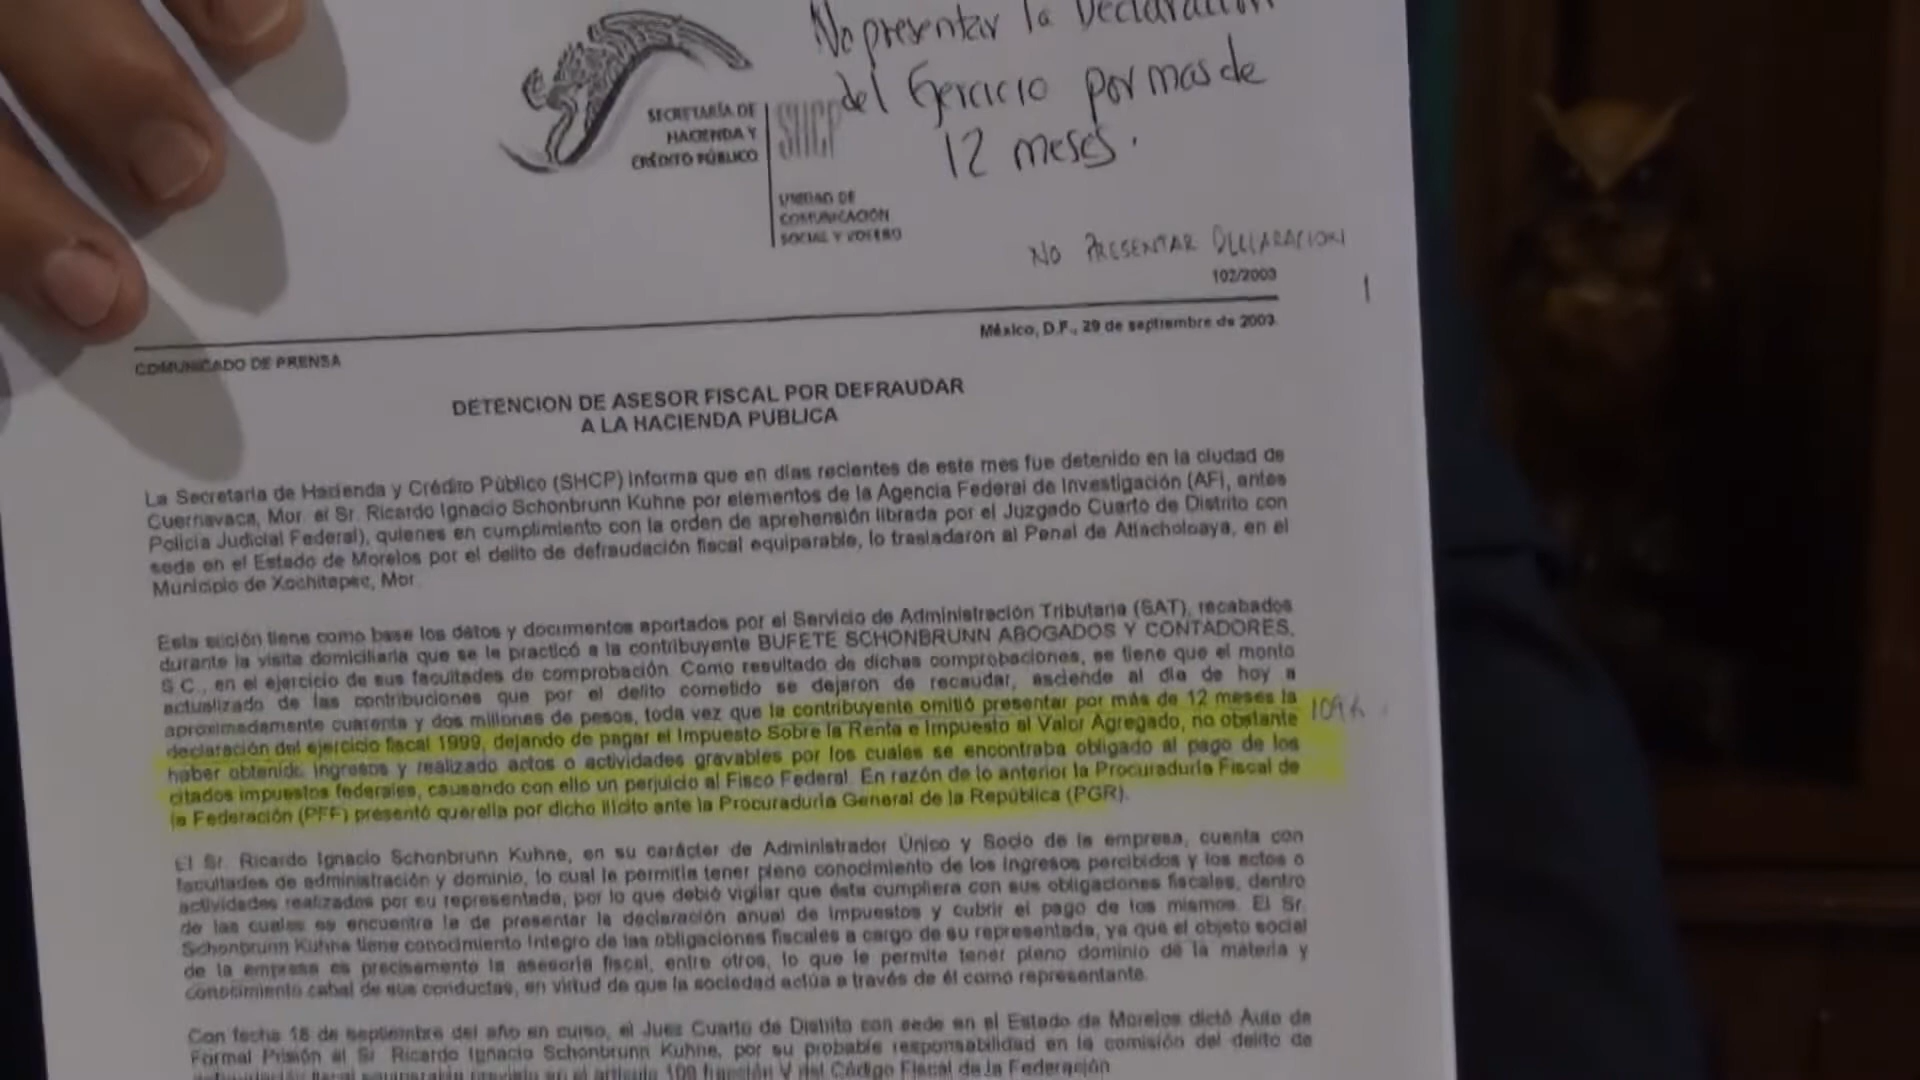 No presentar la Declaración
del Ejercicio por mas de
12 meses.
SECRETARÍA DE
HACIENDA Y
CRÉDITO PÚBLICO
SHCP
UNIDAD DE
COMUNICACIÓN
SOCIAL Y VOCERO
NO PRESENTAR DECLARACION
102/2003
1
México, D.F., 29 de septiembre de 2003.
COMUNICADO DE PRENSA
DETENCION DE ASESOR FISCAL POR DEFRAUDAR
A LA HACIENDA PUBLICA
La Secretaría de Hacienda y Crédito Público (SHCP) informa que en días recientes de este mes fue detenido en la ciudad de
Cuernavaca, Mor. al Sr. Ricardo Ignacio Schonbrunn Kuhne por elementos de la Agencia Federal de Investigación (AFI, antes
Policía Judicial Federal), quienes en cumplimiento con la orden de aprehensión librada por el Juzgado Cuarto de Distrito con
sede en el Estado de Morelos por el delito de defraudación fiscal equiparable, lo trasladaron al Penal de Atlacholoaya, en el
Municipio de Xochitepec, Mor.
Esta acción tiene como base los datos y documentos aportados por el Servicio de Administración Tributaria (SAT), recabados
durante la visita domiciliaria que se le practicó a la contribuyente BUFETE SCHONBRUNN ABOGADOS Y CONTADORES,
S.C., en el ejercicio de sus facultades de comprobación. Como resultado de dichas comprobaciones, se tiene que el monto
actualizado de las contribuciones que por el delito cometido se dejaron de recaudar, asciende al día de hoy a
aproximadamente cuarenta y dos millones de pesos, toda vez que la contribuyente omitió presentar por más de 12 meses la
declaración del ejercicio fiscal 1999, dejando de pagar el Impuesto Sobre la Renta e Impuesto al Valor Agregado, no obstante
haber obtenido ingresos y realizado actos o actividades gravables por los cuales se encontraba obligado al pago de los
citados impuestos federales, causando con ello un perjuicio al Fisco Federal. En razón de lo anterior la Procuraduría Fiscal de
la Federación (PFF) presentó querella por dicho ilícito ante la Procuraduría General de la República (PGR).
El Sr. Ricardo Ignacio Schonbrunn Kuhne, en su carácter de Administrador Único y Socio de la empresa, cuenta con
facultades de administración y dominio, lo cual le permitía tener pleno conocimiento de los ingresos percibidos y los actos o
actividades realizados por su representada, por lo que debió vigilar que ésta cumpliera con sus obligaciones fiscales, dentro
de las cuales se encuentra la de presentar la declaración anual de impuestos y cubrir el pago de los mismos. El Sr.
Schonbrunn Kuhne tiene conocimiento íntegro de las obligaciones fiscales a cargo de su representada, ya que el objeto social
de la empresa es precisamente la asesoría fiscal, entre otros, lo que le permite tener pleno dominio de la materia y
conocimiento cabal de sus conductas, en virtud de que la sociedad actúa a través de él como representante.
Con fecha 18 de septiembre del año en curso, el Juez Cuarto de Distrito con sede en el Estado de Morelos dictó Auto de
Formal Prisión al Sr. Ricardo Ignacio Schonbrunn Kuhne, por su probable responsabilidad en la comisión del delito de
defraudación fiscal equiparable previsto en el artículo 109 fracción V del Código Fiscal de la Federación